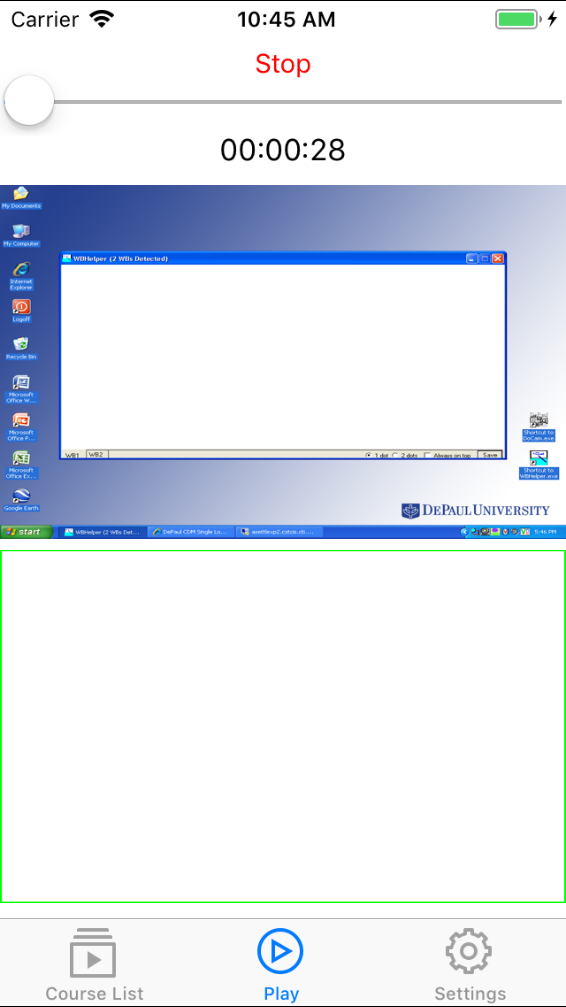 Carrier 10:45 AM
Stop
00:00:28
My Documents
My Computer
Internet
Explorer
Logoff
Recycle Bin
Microsoft
Office W...
Microsoft
Office P...
Microsoft
Office Ex...
Google Earth
WBHelper (2 WBs Detected)
WB1 WB2 1 dot 2 dots Always on top Save
Shortcut to
DoCam.exe
Shortcut to
WBHelper.exe
DEPAUL UNIVERSITY
start WBHelper (2 WBs Det... DePaul CDM Single Lo... 5:46 PM
Course List Play Settings